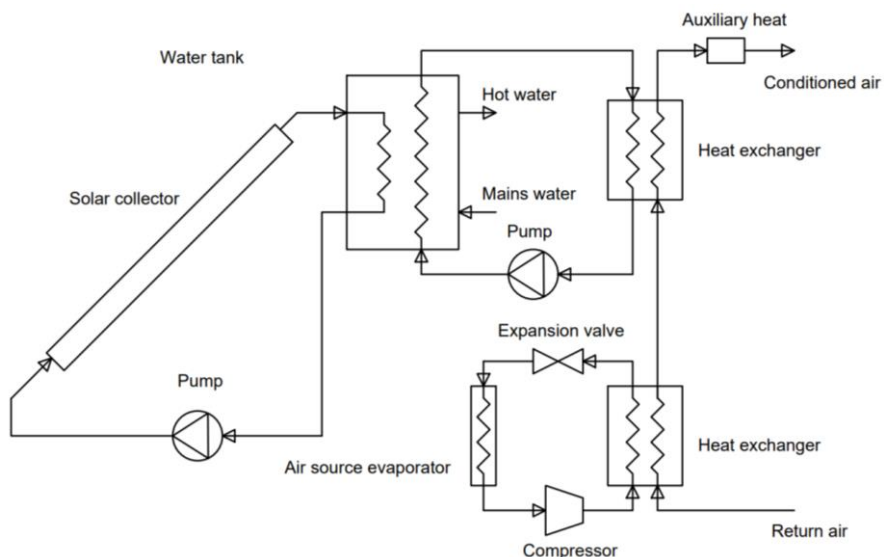 Auxiliary heat
Water tank
Conditioned air
Hot water
Heat exchanger
Solar collector
Mains water
Pump
Expansion valve
Pump
Heat exchanger
Air source evaporator
Return air
Compressor